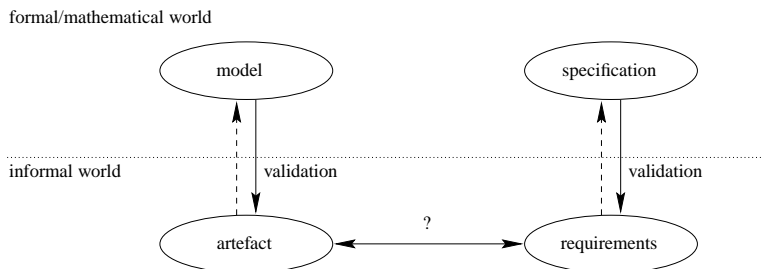 formal/mathematical world
model
specification
informal world
validation
validation
?
artefact
requirements